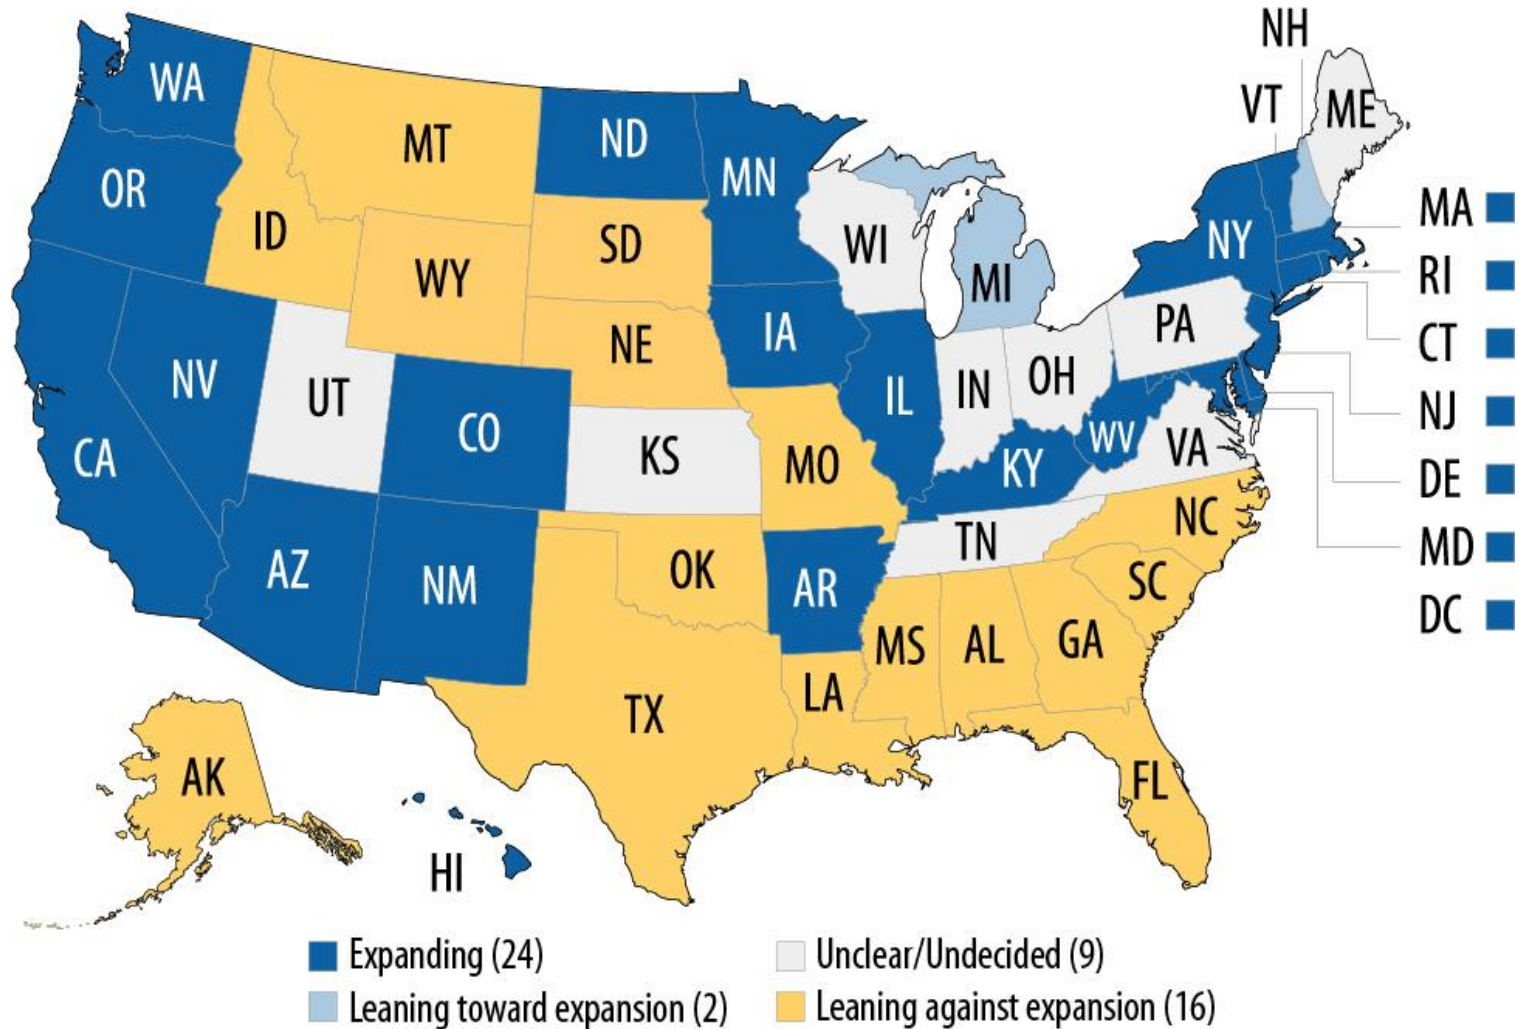 NH
WA
VT
ME
MT
ND
MN
OR
MA
ID
SD
WI
NY
WY
MI
RI
PA
IA
NE
CT
NV
UT
IL
IN
OH
CO
NJ
CA
KS
MO
KY
WV
VA
DE
NC
TN
MD
AZ
NM
OK
AR
SC
DC
MS
AL
GA
LA
TX
AK
FL
HI
Expanding (24)
Unclear/Undecided (9)
Leaning toward expansion (2)
Leaning against expansion (16)